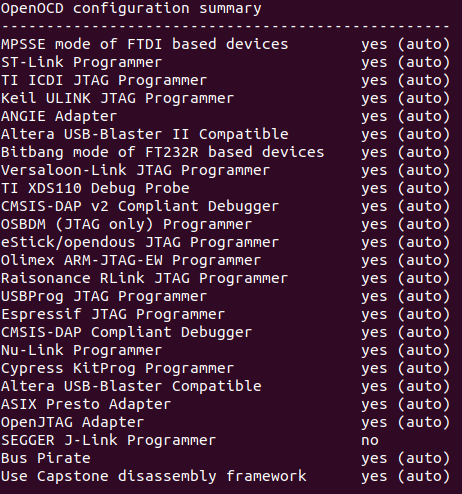 OpenOCD configuration summary
--------------------------------------------------
MPSSE mode of FTDI based devices        yes (auto)
ST-Link Programmer                      yes (auto)
TI ICDI JTAG Programmer                 yes (auto)
Keil ULINK JTAG Programmer              yes (auto)
ANGIE Adapter                           yes (auto)
Altera USB-Blaster II Compatible        yes (auto)
Bitbang mode of FT232R based devices    yes (auto)
Versaloon-Link JTAG Programmer          yes (auto)
TI XDS110 Debug Probe                   yes (auto)
CMSIS-DAP v2 Compliant Debugger         yes (auto)
OSBDM (JTAG only) Programmer            yes (auto)
eStick/opendous JTAG Programmer         yes (auto)
Olimex ARM-JTAG-EW Programmer           yes (auto)
Raisonance RLink JTAG Programmer        yes (auto)
USBProg JTAG Programmer                 yes (auto)
Espressif JTAG Programmer               yes (auto)
CMSIS-DAP Compliant Debugger            yes (auto)
Nu-Link Programmer                      yes (auto)
Cypress KitProg Programmer              yes (auto)
Altera USB-Blaster Compatible           yes (auto)
ASIX Presto Adapter                     yes (auto)
OpenJTAG Adapter                        yes (auto)
SEGGER J-Link Programmer                no
Bus Pirate                              yes (auto)
Use Capstone disassembly framework      yes (auto)